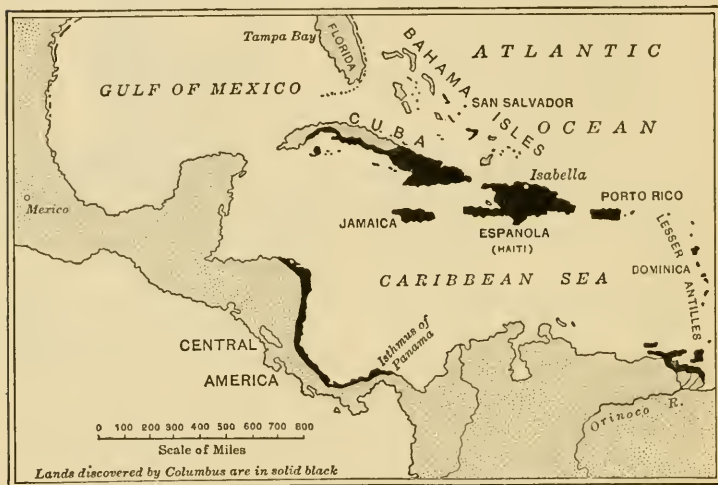 Tampa Bay
FLORIDA
BAHAMA ISLES
ATLANTIC
OCEAN
GULF OF MEXICO
SAN SALVADOR
CUBA
Isabella
Mexico
PORTO RICO
JAMAICA
ESPANOLA
(HAITI)
LESSER
ANTILLES
DOMINICA
CARIBBEAN SEA
CENTRAL
AMERICA
Isthmus of
Panama
Orinoco R.
0 100 200 300 400 500 600 700 800
Scale of Miles
Lands discovered by Columbus are in solid black